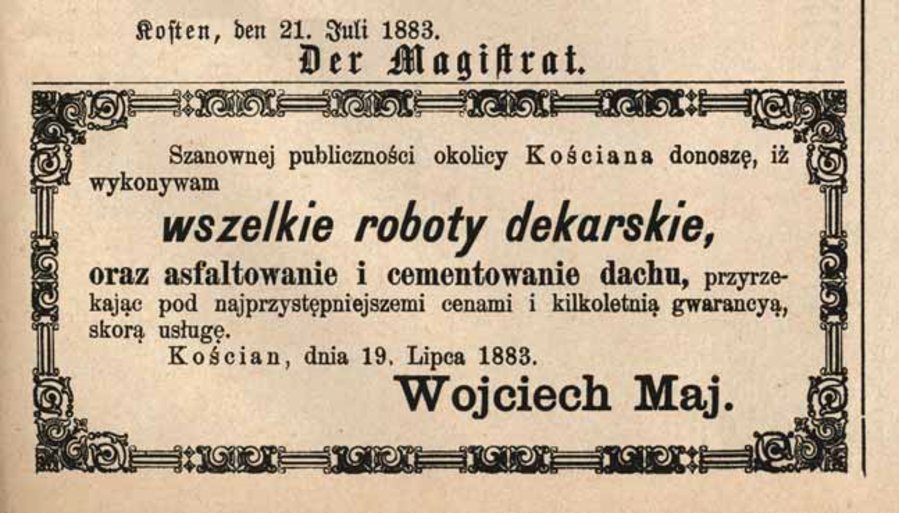 Kosten, den 21. Juli 1883.
Der Magistrat.
Szanownej publiczności okolicy Kościana donoszę, iż
wykonywam
wszelkie roboty dekarskie,
oraz asfaltowanie i cementowanie dachu, przyrze-
kając pod najprzystępniejszemi cenami i kilkoletnią gwarancyą,
skorą usługę.
Kościan, dnia 19. Lipca 1883.
Wojciech Maj.